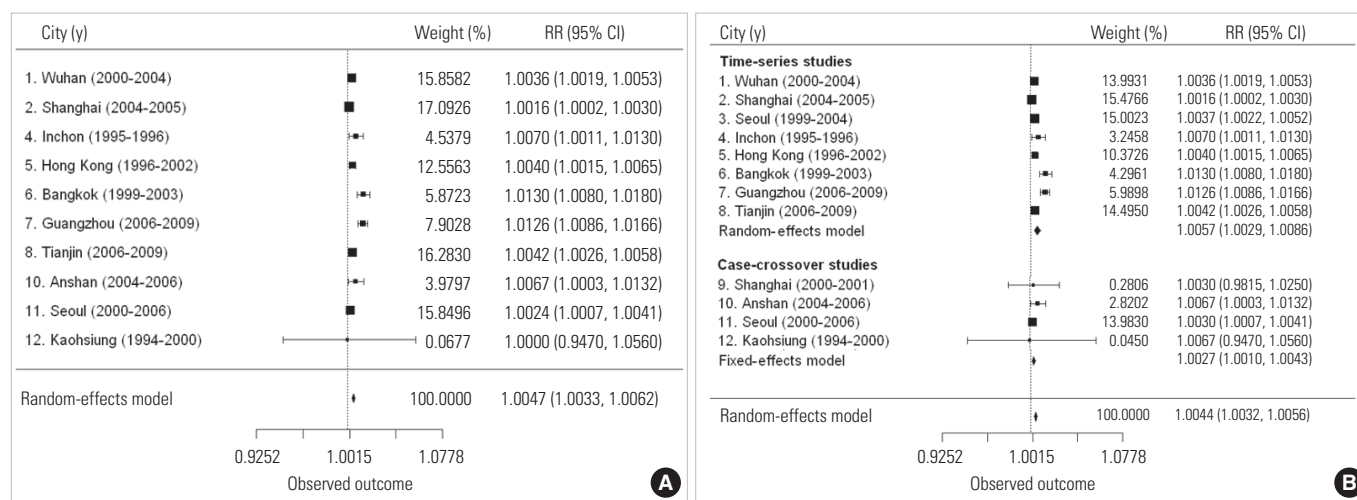 City (y) Weight (%) RR (95% CI)
1. Wuhan (2000-2004) 15.8582 1.0036 (1.0019, 1.0053)
2. Shanghai (2004-2005) 17.0926 1.0016 (1.0002, 1.0030)
4. Inchon (1995-1996) 4.5379 1.0070 (1.0011, 1.0130)
5. Hong Kong (1996-2002) 12.5563 1.0040 (1.0015, 1.0065)
6. Bangkok (1999-2003) 5.8723 1.0130 (1.0080, 1.0180)
7. Guangzhou (2006-2009) 7.9028 1.0126 (1.0086, 1.0166)
8. Tianjin (2006-2009) 16.2830 1.0042 (1.0026, 1.0058)
10. Anshan (2004-2006) 3.9797 1.0067 (1.0003, 1.0132)
11. Seoul (2000-2006) 15.8496 1.0024 (1.0007, 1.0041)
12. Kaohsiung (1994-2000) 0.0677 1.0000 (0.9470, 1.0560)
Random-effects model 100.0000 1.0047 (1.0033, 1.0062)
0.9252 1.0015 1.0778
Observed outcome
A
City (y) Weight (%) RR (95% CI)
Time-series studies
1. Wuhan (2000-2004) 13.9931 1.0036 (1.0019, 1.0053)
2. Shanghai (2004-2005) 15.4766 1.0016 (1.0002, 1.0030)
3. Seoul (1999-2004) 15.0023 1.0037 (1.0022, 1.0052)
4. Inchon (1995-1996) 3.2458 1.0070 (1.0011, 1.0130)
5. Hong Kong (1996-2002) 10.3726 1.0040 (1.0015, 1.0065)
6. Bangkok (1999-2003) 4.2961 1.0130 (1.0080, 1.0180)
7. Guangzhou (2006-2009) 5.9898 1.0126 (1.0086, 1.0166)
8. Tianjin (2006-2009) 14.4950 1.0042 (1.0026, 1.0058)
Random-effects model 1.0057 (1.0029, 1.0086)
Case-crossover studies
9. Shanghai (2000-2001) 0.2806 1.0030 (0.9815, 1.0250)
10. Anshan (2004-2006) 2.8202 1.0067 (1.0003, 1.0132)
11. Seoul (2000-2006) 13.9830 1.0030 (1.0007, 1.0041)
12. Kaohsiung (1994-2000) 0.0450 1.0067 (0.9470, 1.0560)
Fixed-effects model 1.0027 (1.0010, 1.0043)
Random-effects model 100.0000 1.0044 (1.0032, 1.0056)
0.9252 1.0015 1.0778
Observed outcome
B